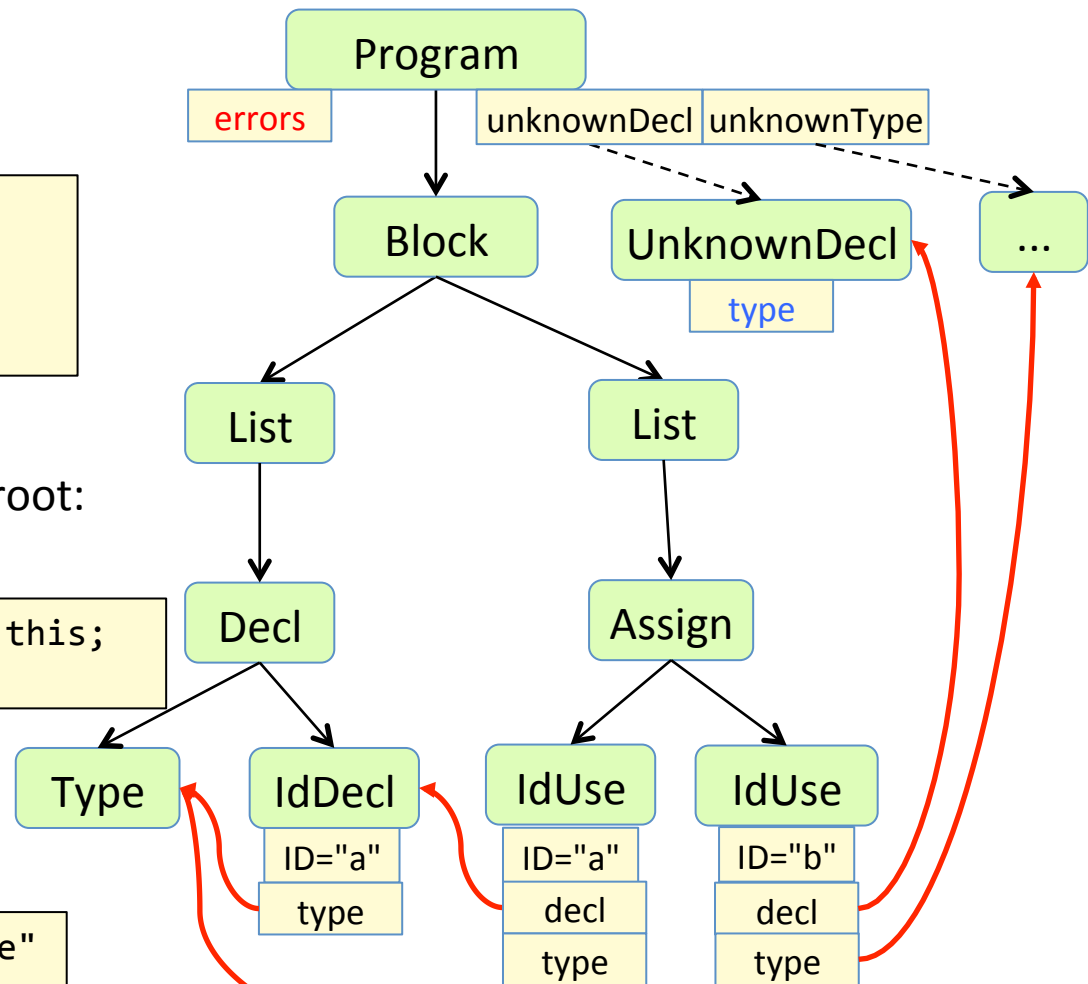 Program
errors
unknownDecl
unknownType
Block
UnknownDecl
...
type
List
List
root:
this;
Decl
Assign
Type
IdDecl
IdUse
IdUse
ID="a"
ID="a"
ID="b"
type
decl
decl
e"
type
type